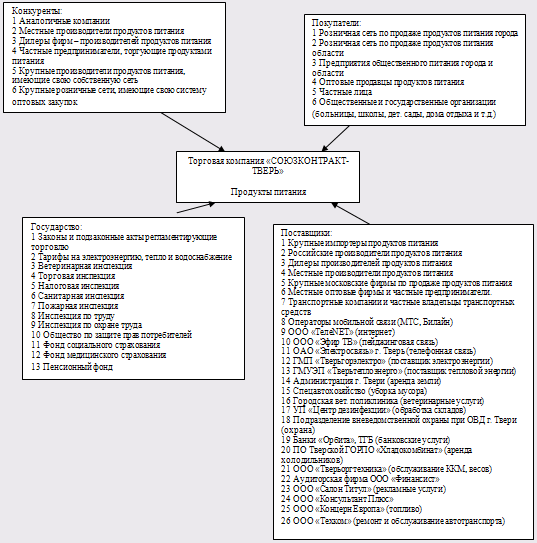 Конкуренты:
1 Аналогичные компании
2 Местные производители продуктов питания
3 Дилеры фирм – производителей продуктов питания
4 Частные предприниматели, торгующие продуктами
питания
5 Крупные производители продуктов питания,
имеющие свою собственную сеть
6 Крупные розничные сети, имеющие свою систему
оптовых закупок
Покупатели:
1 Розничная сеть по продаже продуктов питания города
2 Розничная сеть по продаже продуктов питания
области
3 Предприятия общественного питания города и
области
4 Оптовые продавцы продуктов питания
5 Частные лица
6 Общественные и государственные организации
(больницы, школы, дет. сады, дома отдыха и т.д.)
Торговая компания «СОЮЗКОНТРАКТ-
ТВЕРЬ»
Продукты питания
Государство:
1 Законы и подзаконные акты регламентирующие
торговлю
2 Тарифы на электроэнергию, тепло и водоснабжение
3 Ветеринарная инспекция
4 Торговая инспекция
5 Налоговая инспекция
6 Санитарная инспекция
7 Пожарная инспекция
8 Инспекция по труду
9 Инспекция по охране труда
10 Общество по защите прав потребителей
11 Фонд социального страхования
12 Фонд медицинского страхования
13 Пенсионный фонд
Поставщики:
1 Крупные импортеры продуктов питания
2 Российские производители продуктов питания
3 Дилеры производителей продуктов питания
4 Местные производители продуктов питания
5 Крупные московские фирмы по продаже продуктов питания
6 Местные оптовые фирмы и частные предприниматели.
7 Транспортные компании и частные владельцы транспортных
средств
8 Операторы мобильной связи (МТС, Билайн)
9 ООО «TeлеNET» (интернет)
10 ООО «Эфир ТВ» (пейджинговая связь)
11 ОАО «Электросвязь» г. Тверь (телефонная связь)
12 ГМП «Тверьгорэлектро» (поставщик электроэнергии)
13 ГМУЭП «Тверьтеплоэнерго» (поставщик тепловой энергии)
14 Администрация г. Твери (аренда земли)
15 Спецавтохозяйство (уборка мусора)
16 Городская вет. поликлиника (ветеринарные услуги)
17 УП «Центр дезинфекции» (обработка складов)
18 Подразделение вневедомственной охраны при ОВД г. Твери
(охрана)
19 Банки «Орбита», ТГБ (банковские услуги)
20 ПО Тверской ГОРПО «Хладокомбинат» (аренда
холодильников)
21 ООО «Тверьоргтехника» (обслуживание ККМ, весов)
22 Аудиторская фирма ООО «Финансист»
23 ООО «Салон Титул» (рекламные услуги)
24 ООО «Консультант Плюс»
25 ООО «Концерн Европа» (топливо)
26 ООО «Техком» (ремонт и обслуживание автотранспорта)